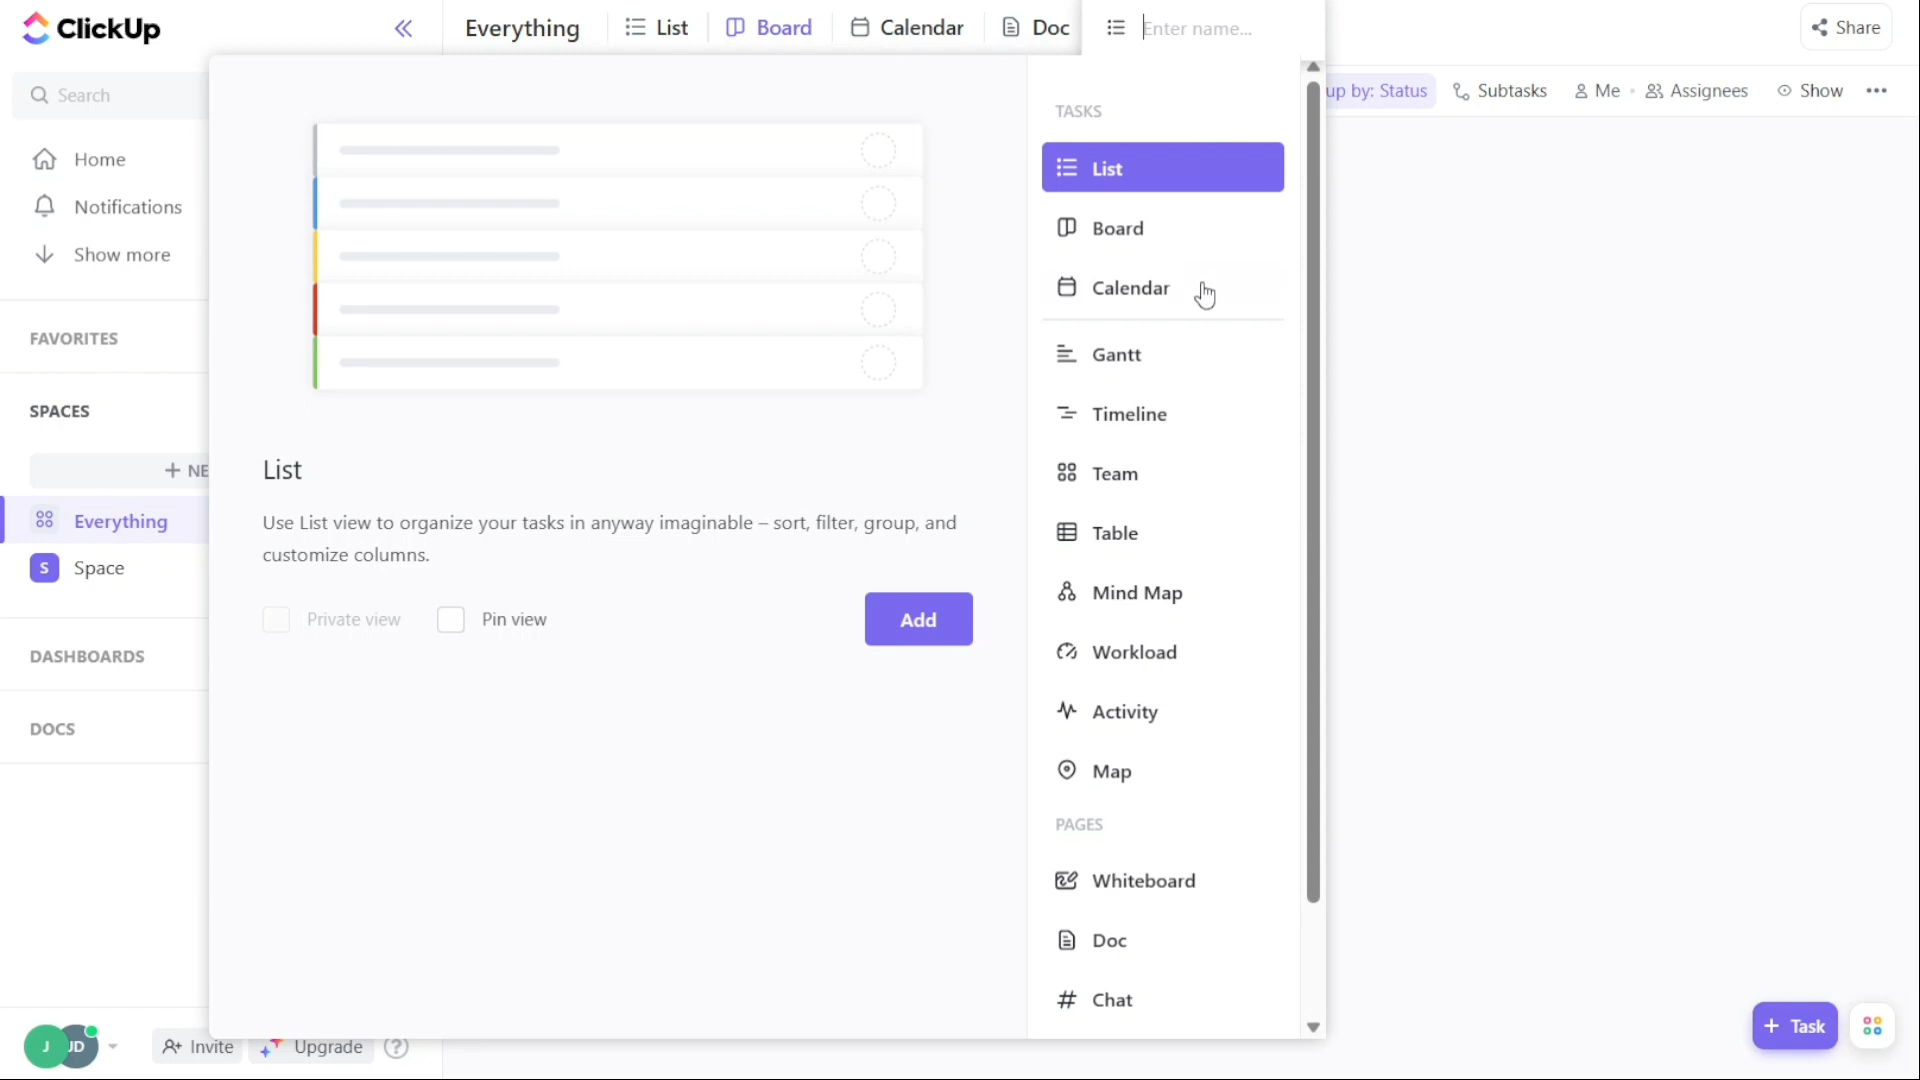 ClickUp
Everything
List
Board
Calendar
Doc
Enter name...
Share
Search
up by: Status
Subtasks
Me
Assignees
Show
Home
Notifications
Show more
FAVORITES
SPACES
+ NE
Everything
S Space
DASHBOARDS
DOCS
J JD
Invite
Upgrade
?
List
Use List view to organize your tasks in anyway imaginable – sort, filter, group, and
customize columns.
Private view
Pin view
Add
TASKS
List
Board
Calendar
Gantt
Timeline
Team
Table
Mind Map
Workload
Activity
Map
PAGES
Whiteboard
Doc
# Chat
+ Task